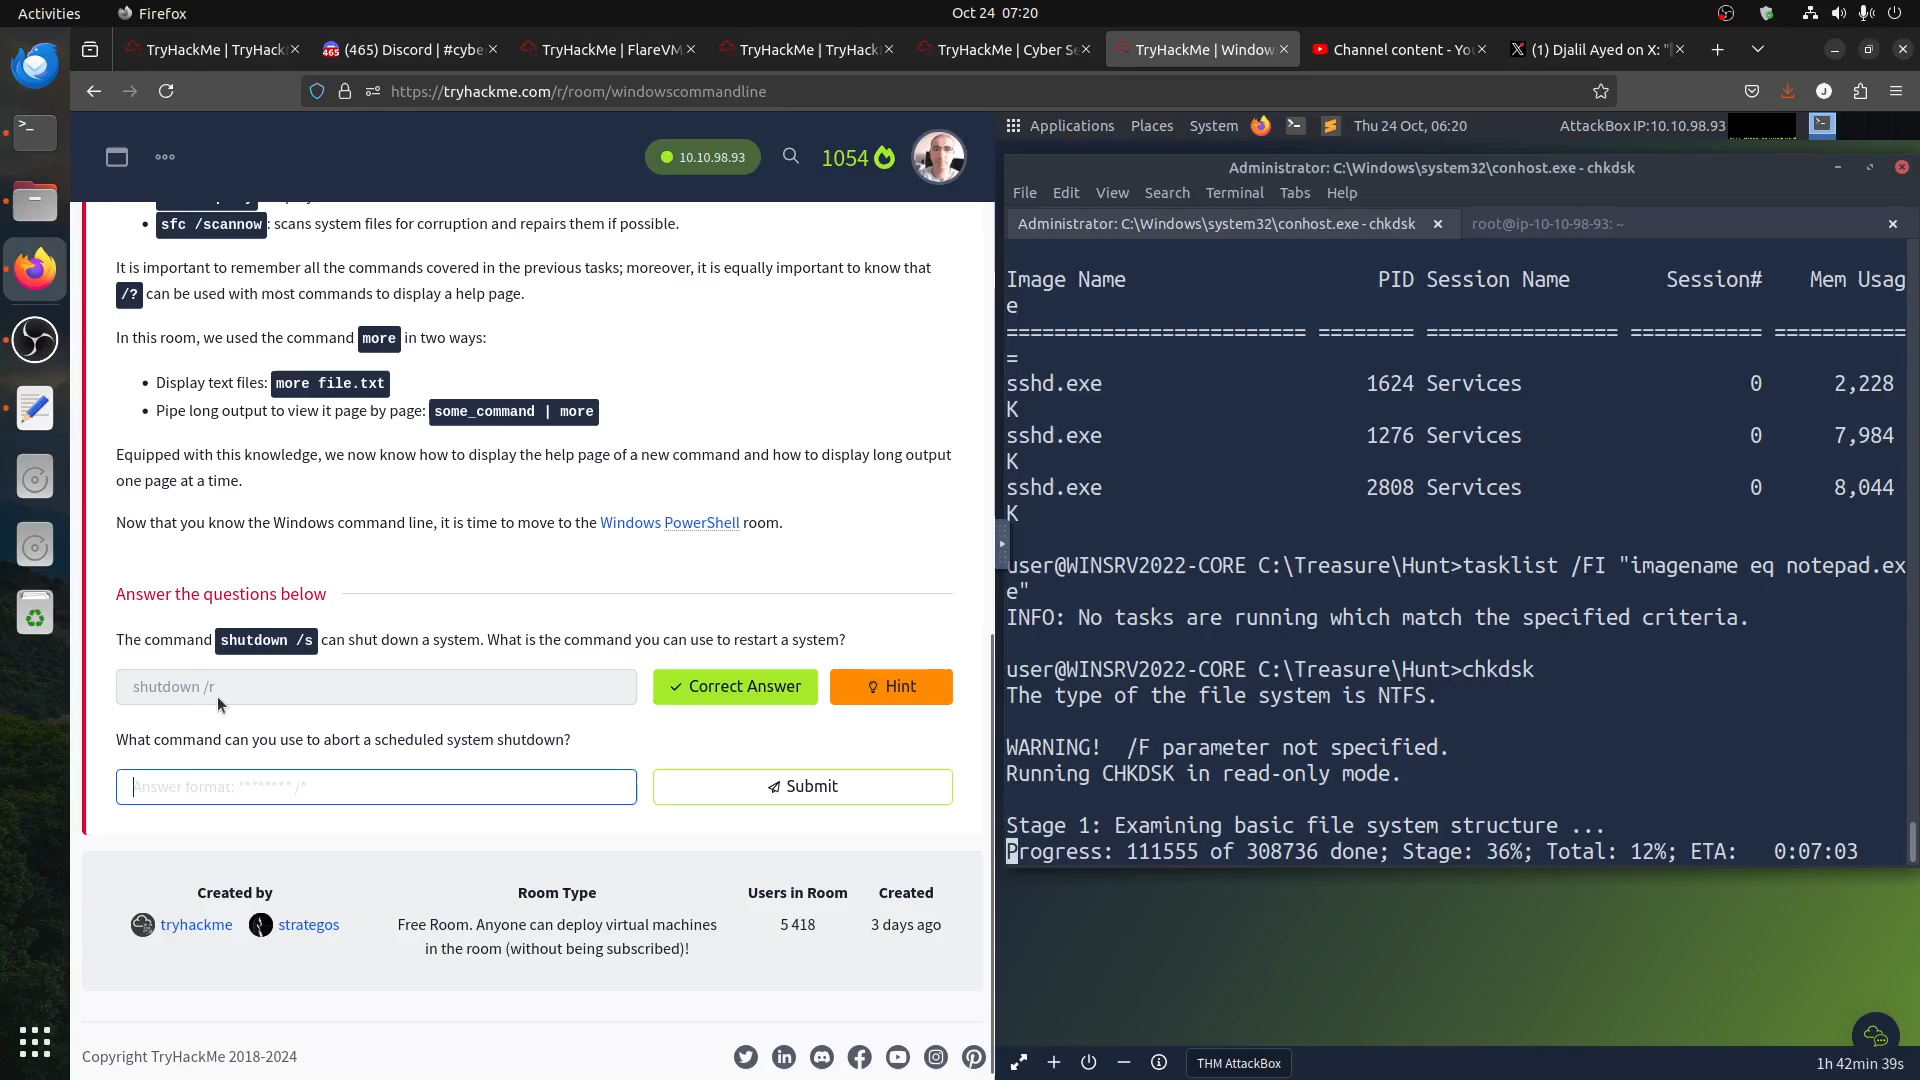 Activities
Firefox
Oct 24 07:20
TryHackMe | TryHack
(465) Discord | #cybe
TryHackMe | FlareVM
TryHackMe | TryHack
TryHackMe | Cyber Se
TryHackMe | Window
Channel content - You
(1) Djalil Ayed on X: "
https://tryhackme.com/r/room/windowscommandline
10.10.98.93
1054
sfc /scannow: scans system files for corruption and repairs them if possible.
It is important to remember all the commands covered in the previous tasks; moreover, it is equally important to know that
/? can be used with most commands to display a help page.
In this room, we used the command more in two ways:
Display text files: more file.txt
Pipe long output to view it page by page: some_command | more
Equipped with this knowledge, we now know how to display the help page of a new command and how to display long output
one page at a time.
Now that you know the Windows command line, it is time to move to the Windows PowerShell room.
Answer the questions below
The command shutdown /s can shut down a system. What is the command you can use to restart a system?
shutdown /r
Correct Answer
Hint
What command can you use to abort a scheduled system shutdown?
Answer format: ******** /*
Submit
Created by
Room Type
Users in Room
Created
tryhackme
strategos
Free Room. Anyone can deploy virtual machines
in the room (without being subscribed)!
5 418
3 days ago
Copyright TryHackMe 2018-2024
Applications
Places
System
Thu 24 Oct, 06:20
AttackBox IP:10.10.98.93
Administrator: C:\Windows\system32\conhost.exe - chkdsk
File Edit View Search Terminal Tabs Help
Administrator: C:\Windows\system32\conhost.exe - chkdsk
root@ip-10-10-98-93: ~
Image Name PID Session Name Session# Mem Usag
e
========================= ======== ================ =========== ===========
=
sshd.exe 1624 Services 0 2,228
K
sshd.exe 1276 Services 0 7,984
K
sshd.exe 2808 Services 0 8,044
K
user@WINSRV2022-CORE C:\Treasure\Hunt>tasklist /FI "imagename eq notepad.ex
e"
INFO: No tasks are running which match the specified criteria.
user@WINSRV2022-CORE C:\Treasure\Hunt>chkdsk
The type of the file system is NTFS.
WARNING! /F parameter not specified.
Running CHKDSK in read-only mode.
Stage 1: Examining basic file system structure ...
Progress: 111555 of 308736 done; Stage: 36%; Total: 12%; ETA: 0:07:03
THM AttackBox
1h 42min 39s